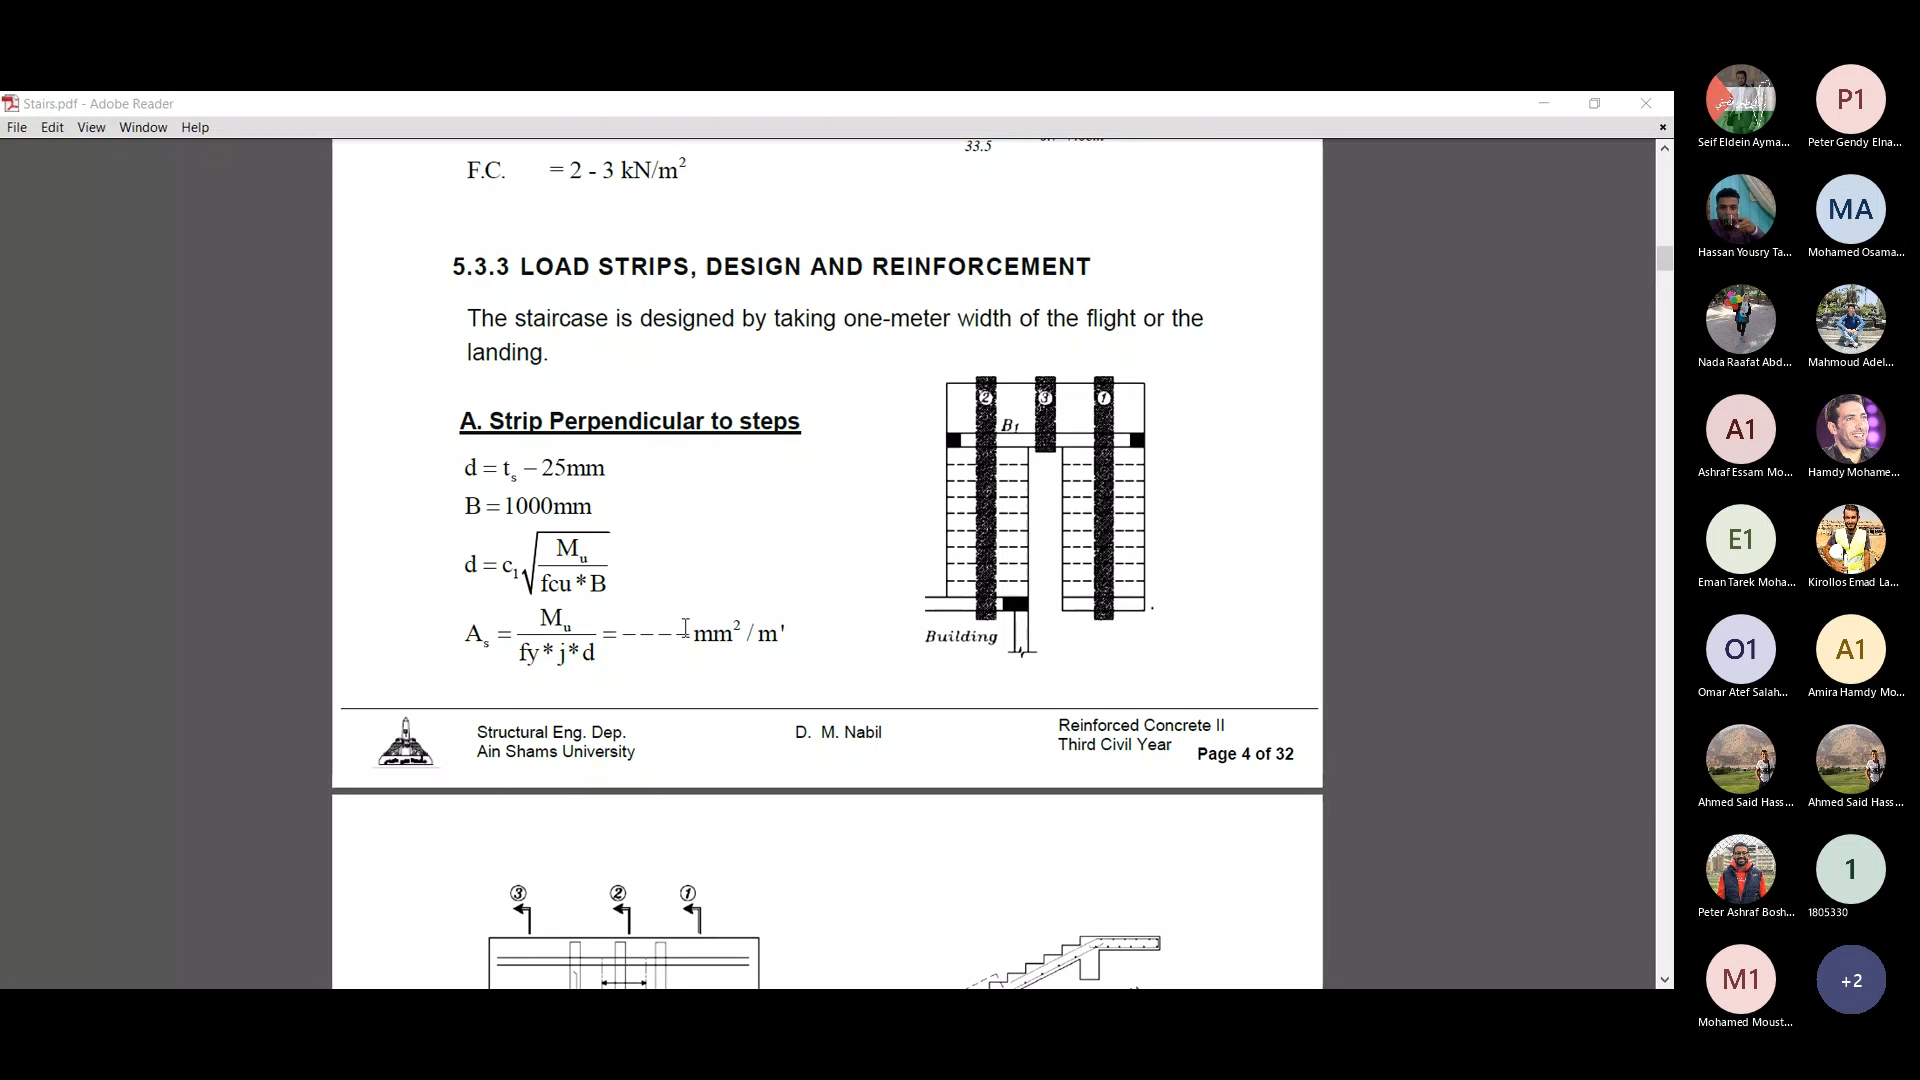 Stairs.pdf - Adobe Reader
File Edit View Window Help
33.5
F.C. = 2 - 3 kN/m²
5.3.3 LOAD STRIPS, DESIGN AND REINFORCEMENT
The staircase is designed by taking one-meter width of the flight or the
landing.
A. Strip Perpendicular to steps
d = tₛ − 25mm
B = 1000mm
d = c₁√(Mᵤ / fcu * B)
Aₛ = Mᵤ / fy * j * d = − − − − mm² / m'
② ③ ①
B₁
Building
Structural Eng. Dep.
Ain Shams University
D. M. Nabil
Reinforced Concrete II
Third Civil Year
Page 4 of 32
③ ② ①
Seif Eldein Ayma...
P1
Peter Gendy Elna...
Hassan Yousry Ta...
MA
Mohamed Osama...
Nada Raafat Abd...
Mahmoud Adel...
A1
Ashraf Essam Mo...
Hamdy Mohame...
E1
Eman Tarek Moha...
Kirollos Emad La...
O1
Omar Atef Salah...
A1
Amira Hamdy Mo...
Ahmed Said Hass...
Ahmed Said Hass...
Peter Ashraf Bosh...
1
1805330
M1
Mohamed Moust...
+2